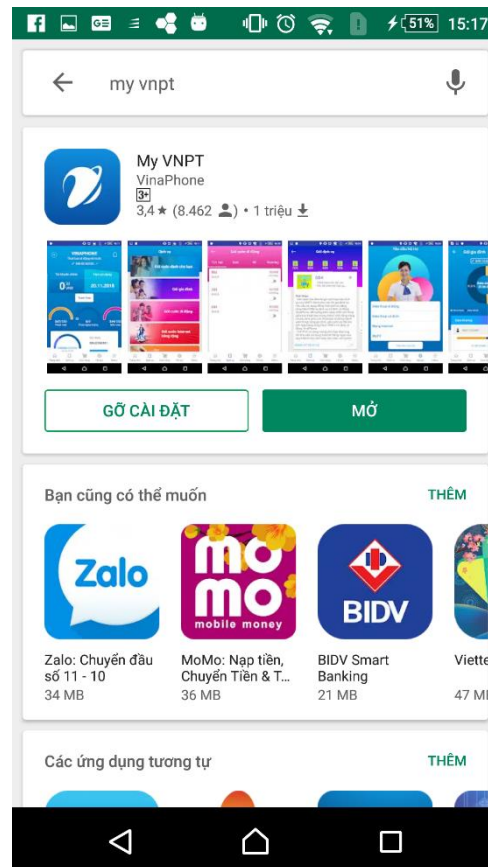 51% 15:17
my vnpt
My VNPT
VinaPhone
3+
3,4★ (8.462) • 1 triệu
GỠ CÀI ĐẶT
MỞ
Bạn cũng có thể muốn
THÊM
Zalo
mo
mo
mobile money
BIDV
Zalo: Chuyển đầu
số 11 - 10
34 MB
MoMo: Nạp tiền,
Chuyển Tiền & T...
36 MB
BIDV Smart
Banking
21 MB
Viette
47 M
Các ứng dụng tương tự
THÊM